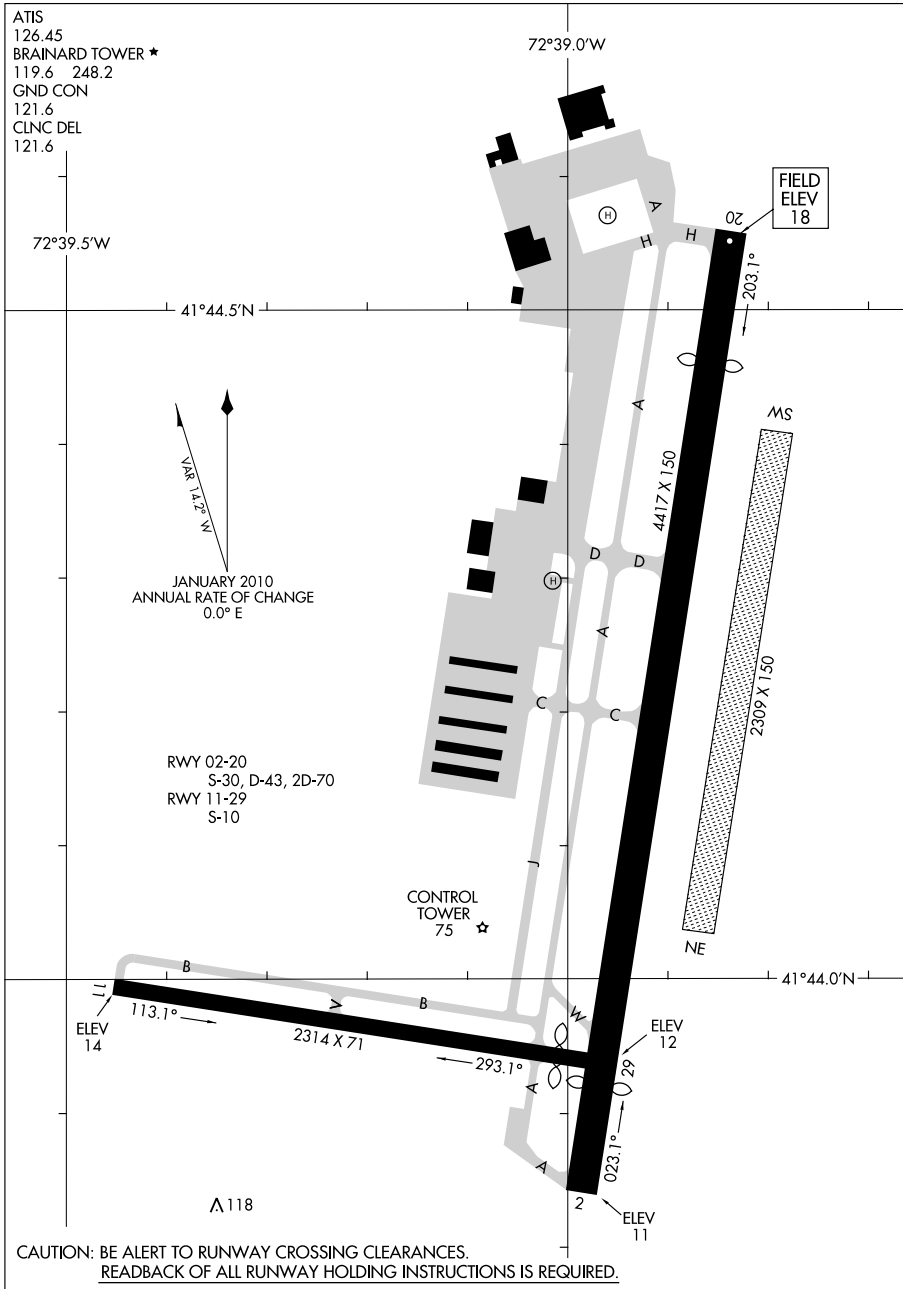 ATIS
126.45
BRAINARD TOWER ★
119.6 248.2
GND CON
121.6
CLNC DEL
121.6
72°39.0'W
72°39.5'W
FIELD
ELEV
18
20
A
H
H
203.1°
41°44.5'N
A
SW
4417 X 150
VAR 14.2° W
JANUARY 2010
ANNUAL RATE OF CHANGE
0.0° E
H
H
D
D
A
2309 X 150
C
C
RWY 02-20
S-30, D-43, 2D-70
RWY 11-29
S-10
J
CONTROL
TOWER
75
NE
41°44.0'N
B
B
V
W
11
ELEV
14
113.1°
2314 X 71
293.1°
ELEV
12
29
A
023.1°
A
2
ELEV
11
118
CAUTION: BE ALERT TO RUNWAY CROSSING CLEARANCES.
READBACK OF ALL RUNWAY HOLDING INSTRUCTIONS IS REQUIRED.